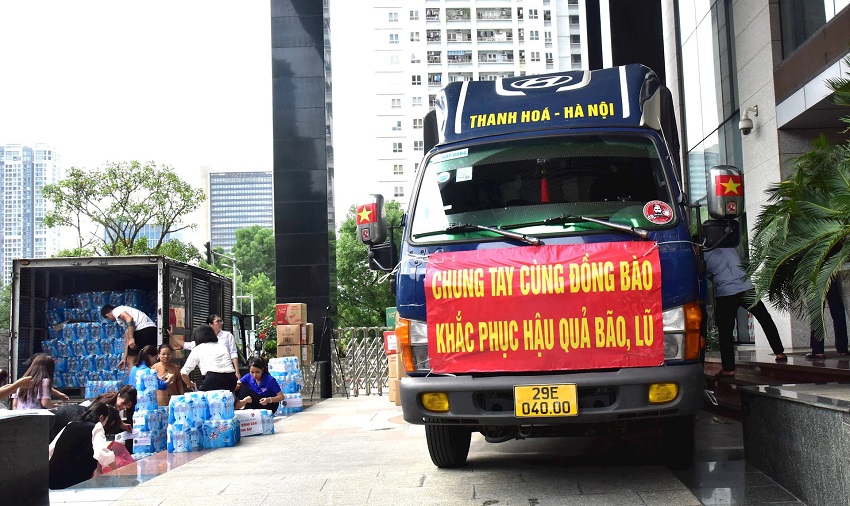 THANH HOÁ - HÀ NỘI
CHUNG TAY CÙNG ĐỒNG BÀO
KHẮC PHỤC HẬU QUẢ BÃO, LŨ
29E
040.00